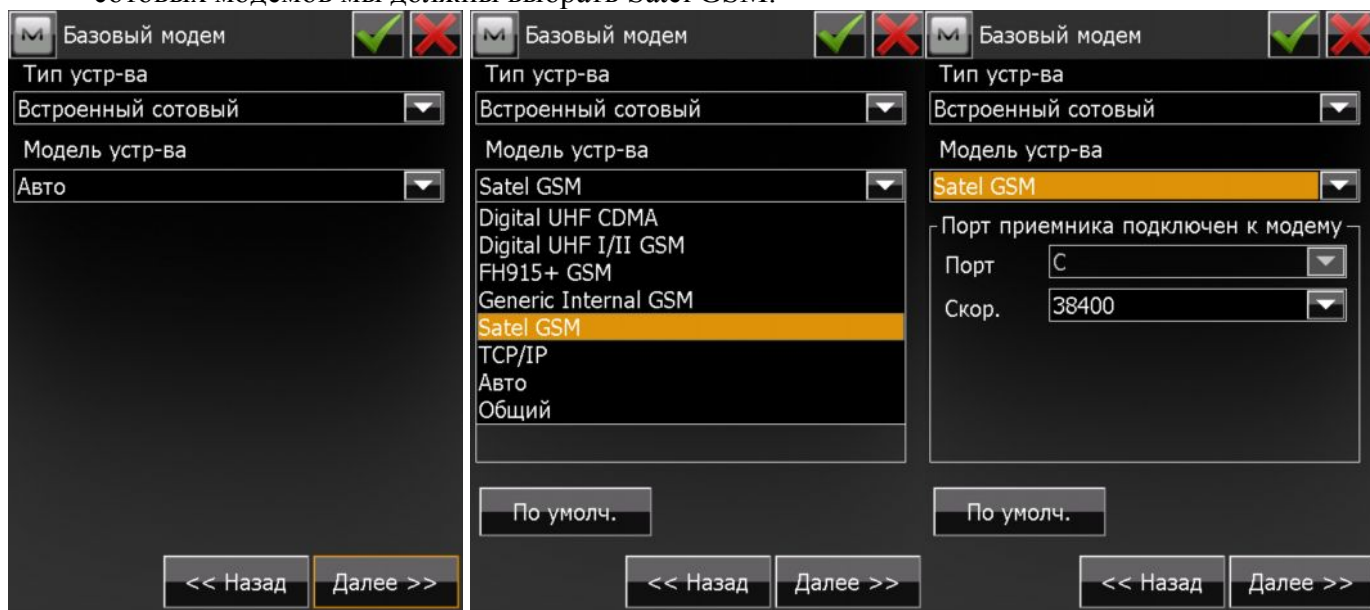 сотовых модемов мы должны выбрать Satel GSM.
Базовый модем
Тип устр-ва
Встроенный сотовый
Модель устр-ва
Авто
<< Назад
Далее >>
Базовый модем
Тип устр-ва
Встроенный сотовый
Модель устр-ва
Satel GSM
Digital UHF CDMA
Digital UHF I/II GSM
FH915+ GSM
Generic Internal GSM
Satel GSM
TCP/IP
Авто
Общий
По умолч.
<< Назад
Далее >>
Базовый модем
Тип устр-ва
Встроенный сотовый
Модель устр-ва
Satel GSM
Порт приемника подключен к модему
Порт
C
Скор.
38400
По умолч.
<< Назад
Далее >>